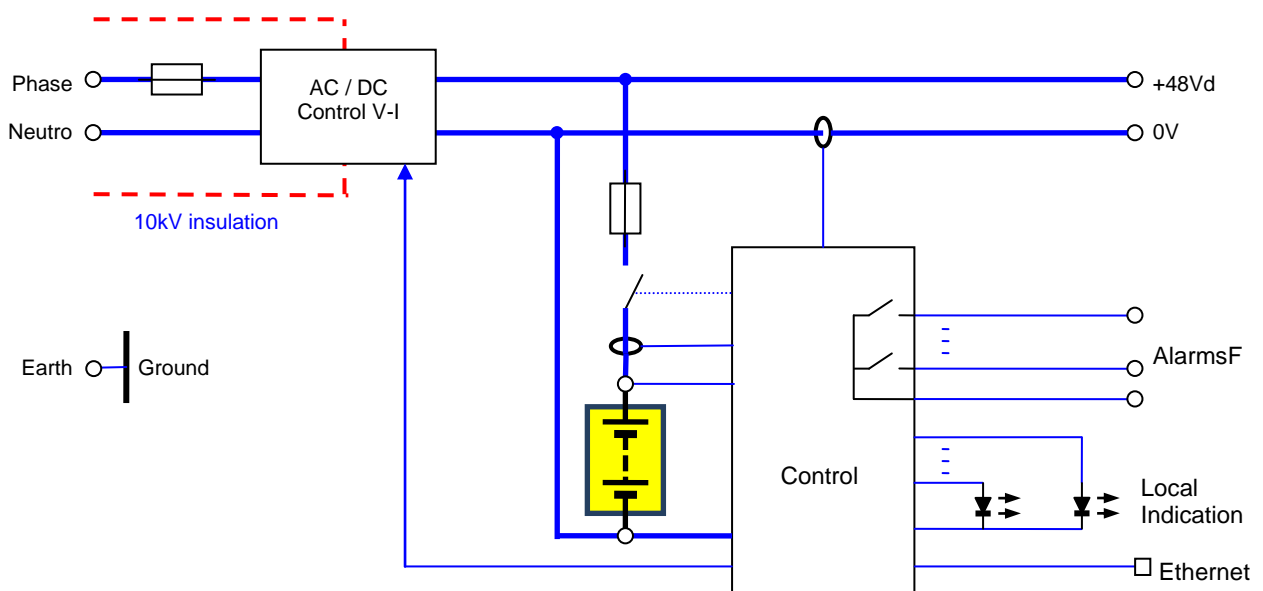 Phase
AC / DC
Control V-I
+48Vd
Neutro
0V
10kV insulation
Earth
Ground
AlarmsF
Control
Local
Indication
Ethernet